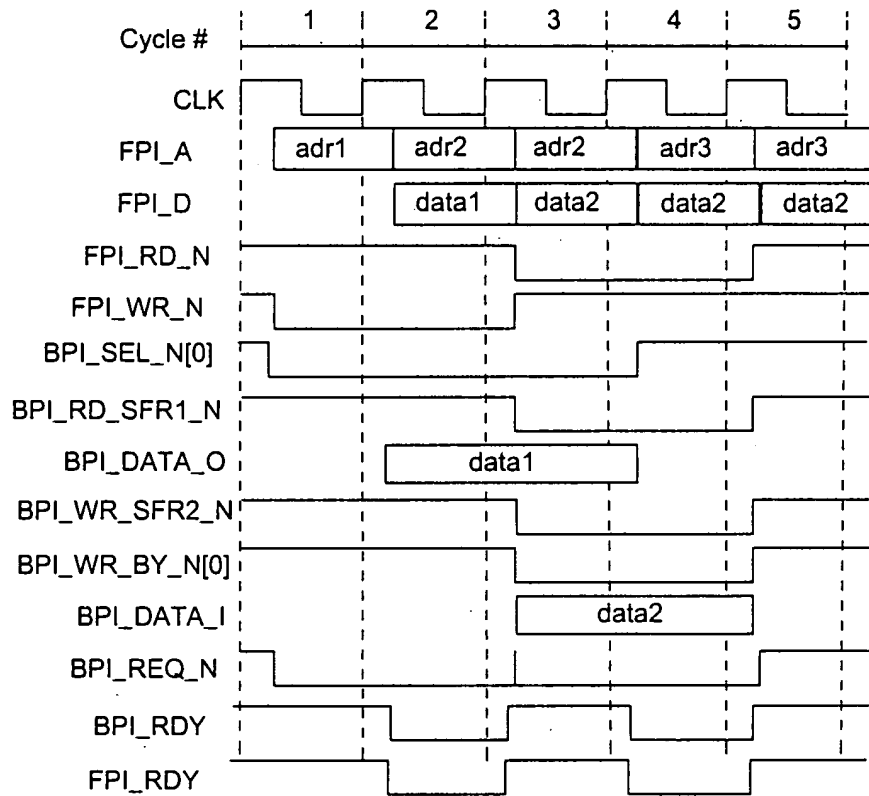 Cycle # 1 2 3 4 5
CLK
FPI_A adr1 adr2 adr2 adr3 adr3
FPI_D data1 data2 data2 data2
FPI_RD_N
FPI_WR_N
BPI_SEL_N[0]
BPI_RD_SFR1_N
BPI_DATA_O data1
BPI_WR_SFR2_N
BPI_WR_BY_N[0]
BPI_DATA_I data2
BPI_REQ_N
BPI_RDY
FPI_RDY